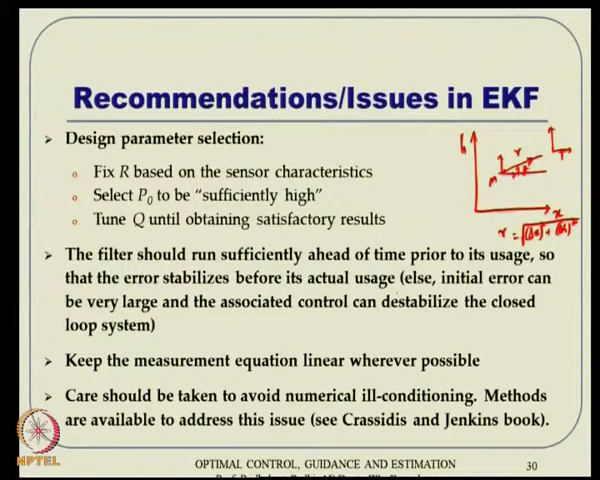 Recommendations/Issues in EKF
Design parameter selection:
Fix R based on the sensor characteristics
Select P₀ to be "sufficiently high"
Tune Q until obtaining satisfactory results
The filter should run sufficiently ahead of time prior to its usage, so
that the error stabilizes before its actual usage (else, initial error can
be very large and the associated control can destabilize the closed
loop system)
Keep the measurement equation linear wherever possible
Care should be taken to avoid numerical ill-conditioning. Methods
are available to address this issue (see Crassidis and Jenkins book).
h
r
x
NPTEL
OPTIMAL CONTROL, GUIDANCE AND ESTIMATION
30